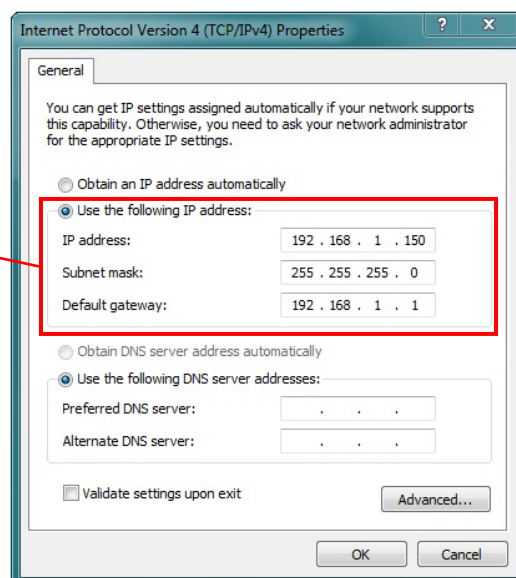 Internet Protocol Version 4 (TCP/IPv4) Properties
?
X
General
You can get IP settings assigned automatically if your network supports
this capability. Otherwise, you need to ask your network administrator
for the appropriate IP settings.
Obtain an IP address automatically
Use the following IP address:
IP address: 192 . 168 . 1 . 150
Subnet mask: 255 . 255 . 255 . 0
Default gateway: 192 . 168 . 1 . 1
Obtain DNS server address automatically
Use the following DNS server addresses:
Preferred DNS server: . . .
Alternate DNS server: . . .
Validate settings upon exit
Advanced...
OK Cancel